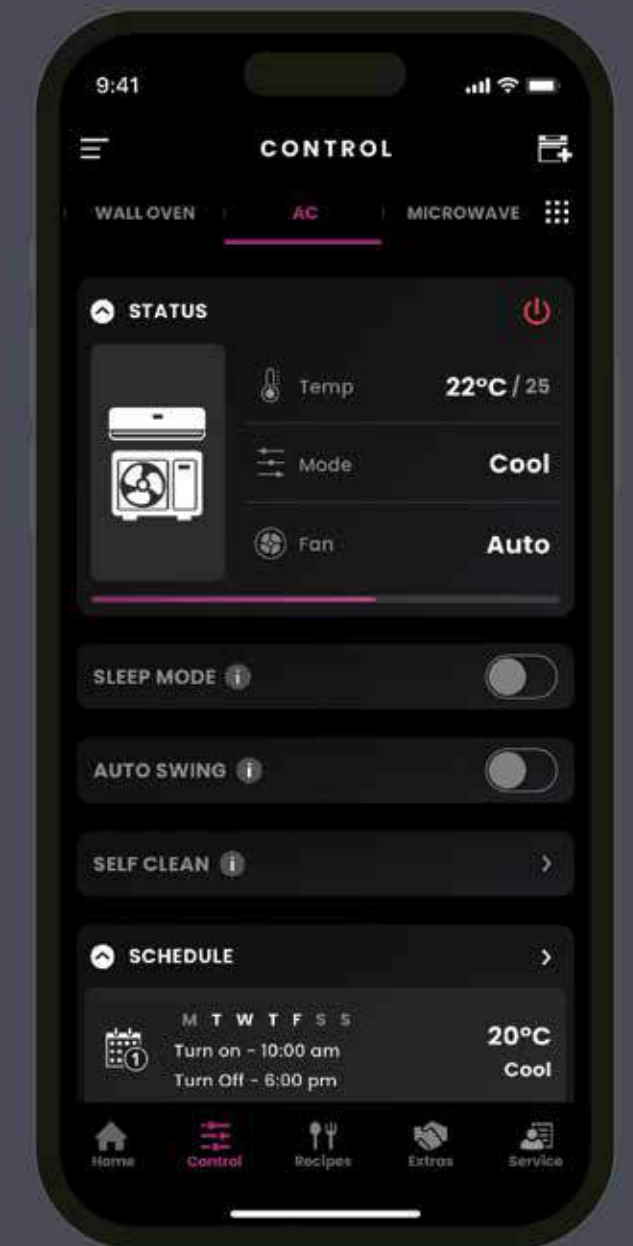 9:41
CONTROL
WALL OVEN
AC
MICROWAVE
STATUS
Temp
22°C / 25
Mode
Cool
Fan
Auto
SLEEP MODE i
AUTO SWING i
SELF CLEAN i
SCHEDULE
M T W T F S S
1
Turn on - 10:00 am
Turn Off - 6:00 pm
20°C
Cool
Home
Control
Recipes
Extras
Service